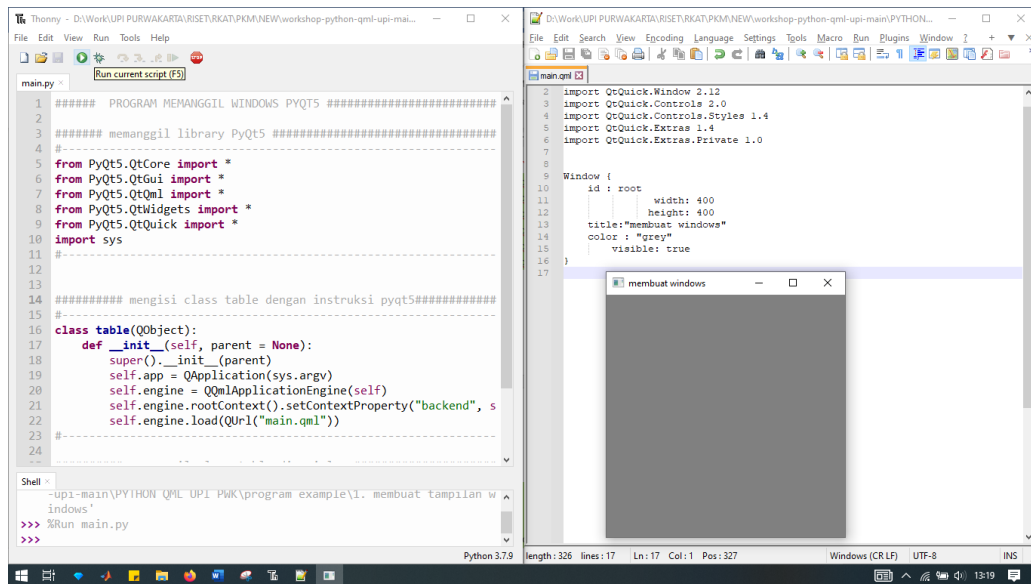 Thonny - D:\Work\UPI PURWAKARTA\RISET\RKAT\PKM\NEW\workshop-python-qml-upi-mai...
File Edit View Run Tools Help
Run current script (F5)
main.py ×
1 ###### PROGRAM MEMANGGIL WINDOWS PYQT5 #########################
2
3 ####### memanggil library PyQt5 #################################
4 #----------------------------------------------------------------
5 from PyQt5.QtCore import *
6 from PyQt5.QtGui import *
7 from PyQt5.QtQml import *
8 from PyQt5.QtWidgets import *
9 from PyQt5.QtQuick import *
10 import sys
11 #----------------------------------------------------------------
12
13
14 ########## mengisi class table dengan instruksi pyqt5############
15 #----------------------------------------------------------------
16 class table(QObject):
17 def __init__(self, parent = None):
18 super().__init__(parent)
19 self.app = QApplication(sys.argv)
20 self.engine = QQmlApplicationEngine(self)
21 self.engine.rootContext().setContextProperty("backend", s
22 self.engine.load(QUrl("main.qml"))
23 #----------------------------------------------------------------
24
Shell ×
-upi-main\PYTHON QML UPI PWK\program example\1. membuat tampilan w
indows'
>>> %Run main.py
>>>
Python 3.7.9
D:\Work\UPI PURWAKARTA\RISET\RKAT\PKM\NEW\workshop-python-qml-upi-main\PYTHON...
File Edit Search View Encoding Language Settings Tools Macro Run Plugins Window ?
main.qml
2 import QtQuick.Window 2.12
3 import QtQuick.Controls 2.0
4 import QtQuick.Controls.Styles 1.4
5 import QtQuick.Extras 1.4
6 import QtQuick.Extras.Private 1.0
7
8
9 Window {
10 id : root
11 width: 400
12 height: 400
13 title:"membuat windows"
14 color : "grey"
15 visible: true
16 }
17
membuat windows
length : 326 lines : 17 Ln : 17 Col : 1 Pos : 327 Windows (CR LF) UTF-8 INS
13:19